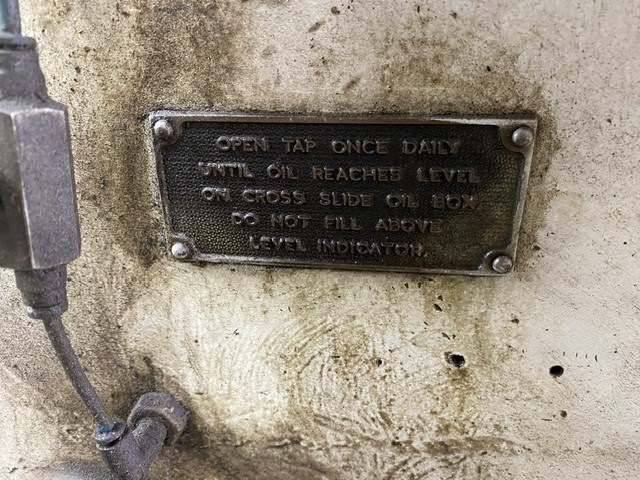 OPEN TAP ONCE DAILY
UNTIL OIL REACHES LEVEL
ON CROSS SLIDE OIL BOX.
DO NOT FILL ABOVE
LEVEL INDICATOR.